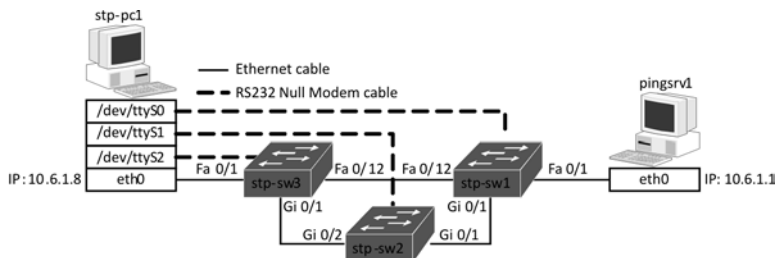 stp-pc1
Ethernet cable
RS232 Null Modem cable
pingsrv1
/dev/ttyS0
/dev/ttyS1
/dev/ttyS2
IP: 10.6.1.8
eth0
Fa 0/1
stp-sw3
Fa 0/12
Fa 0/12
stp-sw1
Fa 0/1
eth0
IP: 10.6.1.1
Gi 0/1
Gi 0/1
Gi 0/2
stp-sw2
Gi 0/1